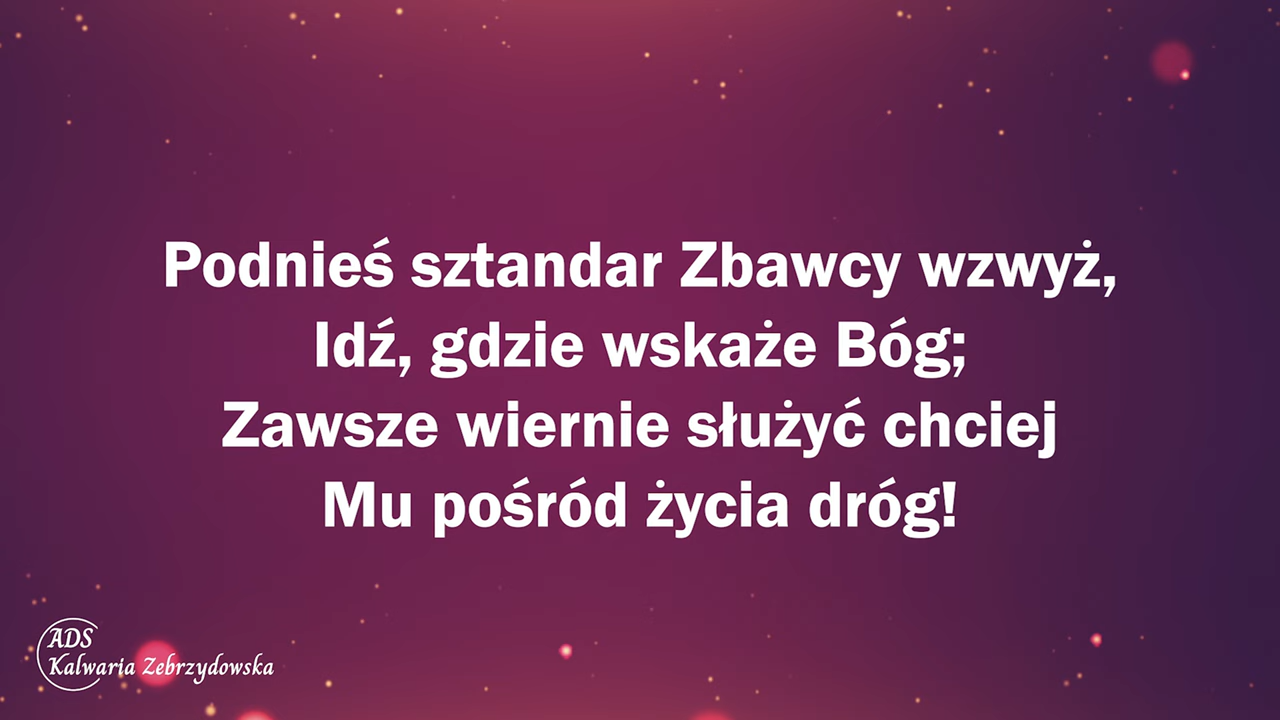 Podnieś sztandar Zbawcy wzwyż,
Idź, gdzie wskaże Bóg;
Zawsze wiernie służyć chciej
Mu pośród życia dróg!
ADS
Kalwaria Zebrzydowska